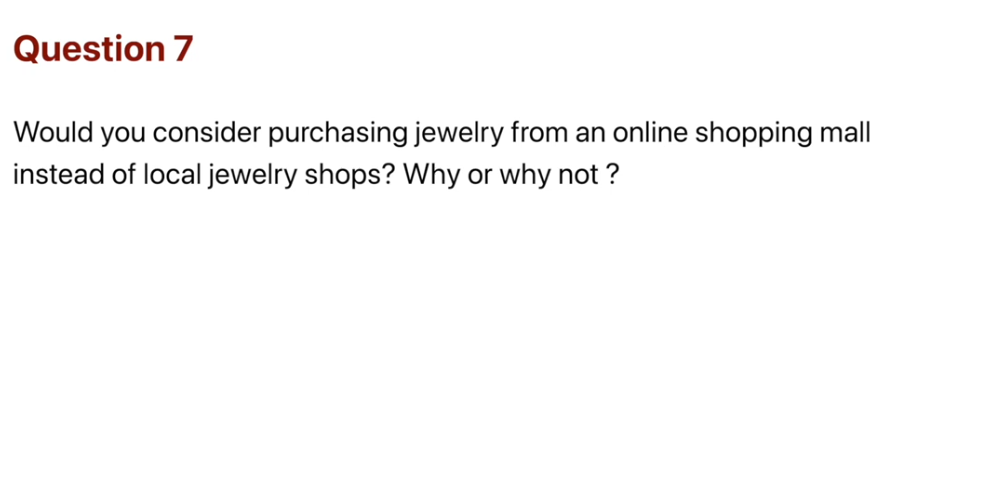 Question 7
Would you consider purchasing jewelry from an online shopping mall
instead of local jewelry shops? Why or why not ?